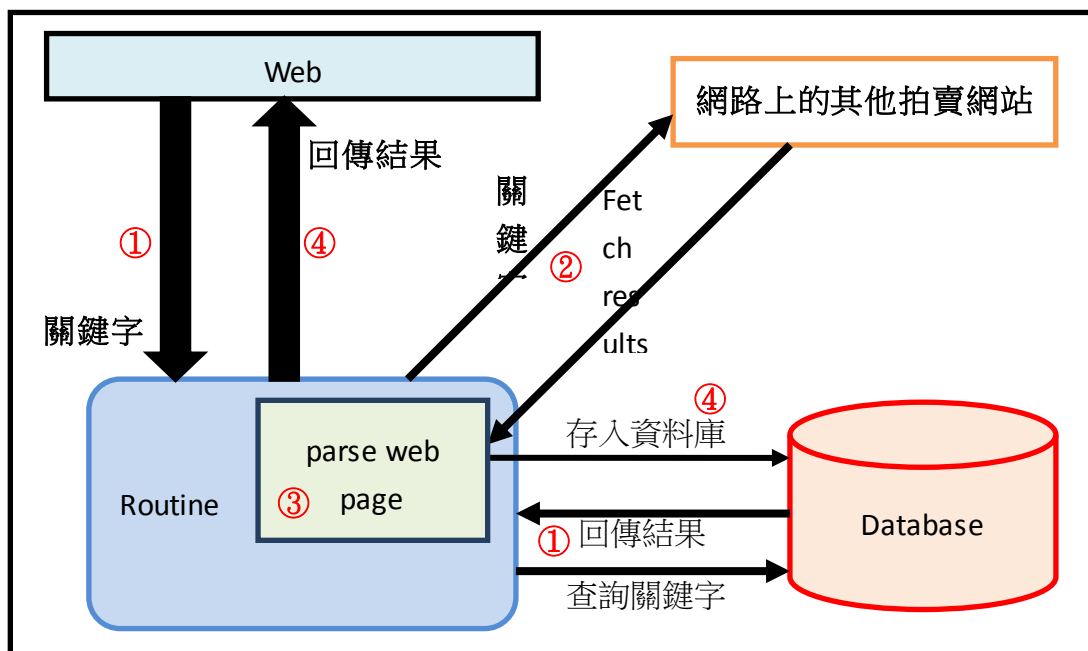 Web
網路上的其他拍賣網站
回傳結果
①
④
關鍵字
關
鍵
②
Fet
ch
res
ults
Routine
parse web
page
③
④
存入資料庫
①
回傳結果
查詢關鍵字
Database